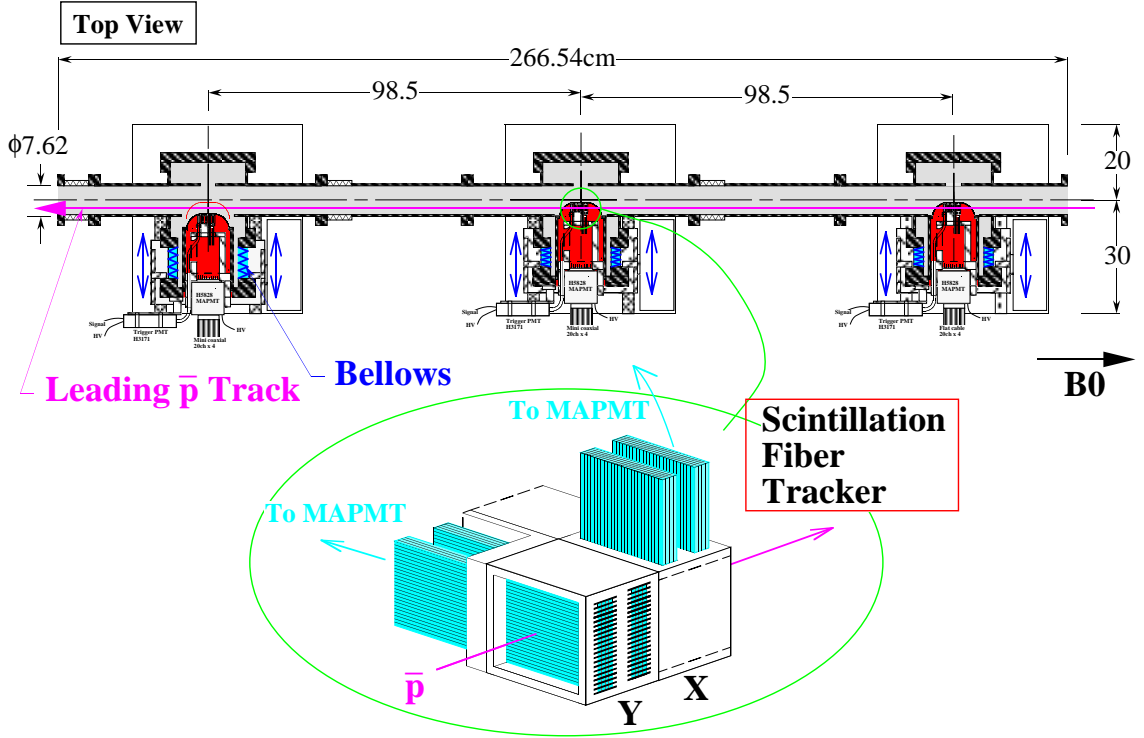 Top View
266.54cm
98.5
98.5
ϕ7.62
20
30
H5828
MAPMT
H5828
MAPMT
H5828
MAPMT
Signal
HV
Trigger PMT
H3171
HV
Mini coaxial
20ch x 4
Signal
HV
Trigger PMT
H3171
HV
Mini coaxial
20ch x 4
Signal
HV
Trigger PMT
H3171
HV
Flat cable
20ch x 4
Leading p̅ Track
Bellows
B0
To MAPMT
Scintillation
Fiber
Tracker
To MAPMT
p̅
X
Y